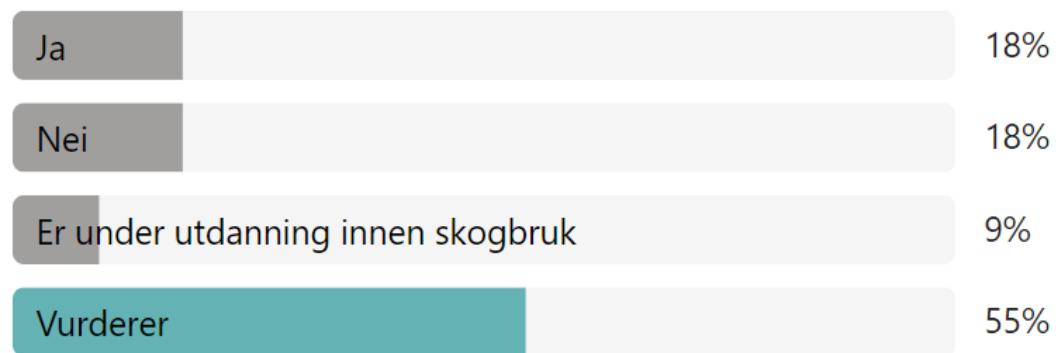 Ja 18%
Nei 18%
Er under utdanning innen skogbruk 9%
Vurderer 55%